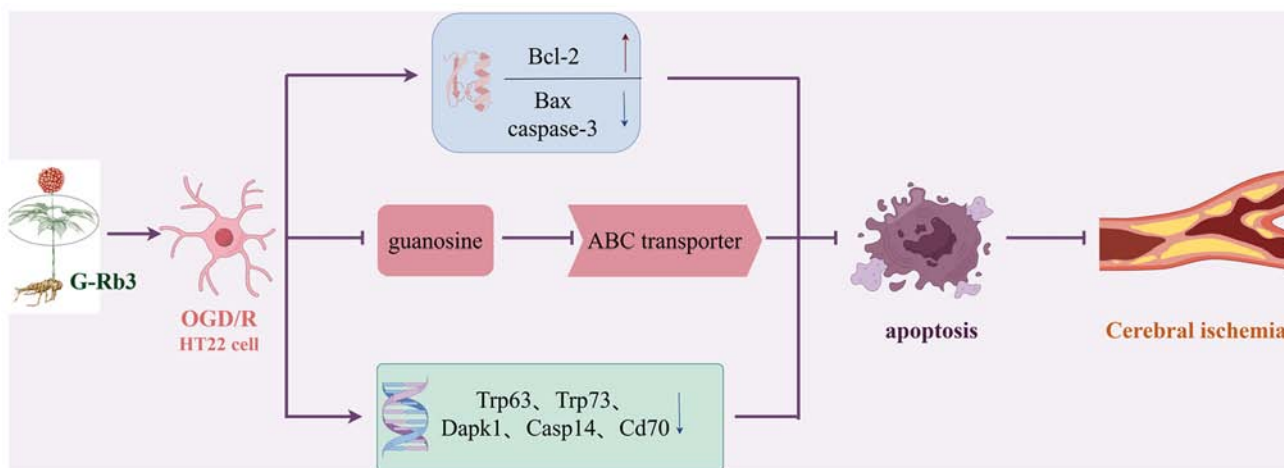 Bcl-2
Bax
caspase-3
G-Rb3
OGD/R
HT22 cell
guanosine
ABC transporter
apoptosis
Cerebral ischemia
Trp63、Trp73、
Dapk1、Casp14、Cd70